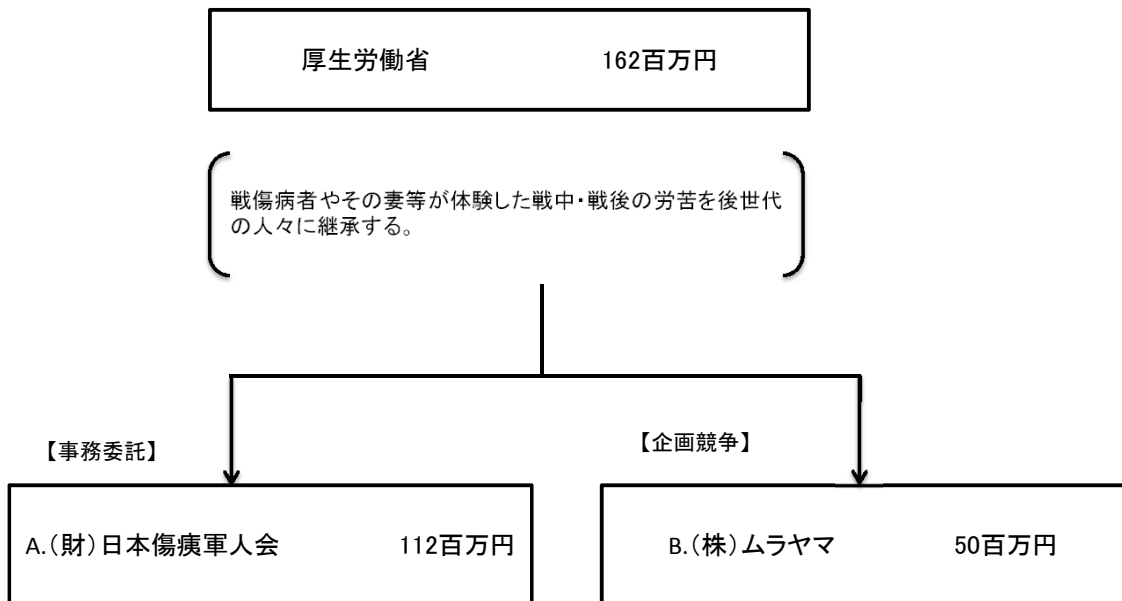 厚生労働省 162百万円
戦傷病者やその妻等が体験した戦中・戦後の労苦を後世代
の人々に継承する。
【事務委託】
【企画競争】
A.(財)日本傷痍軍人会 112百万円
B.(株)ムラヤマ 50百万円